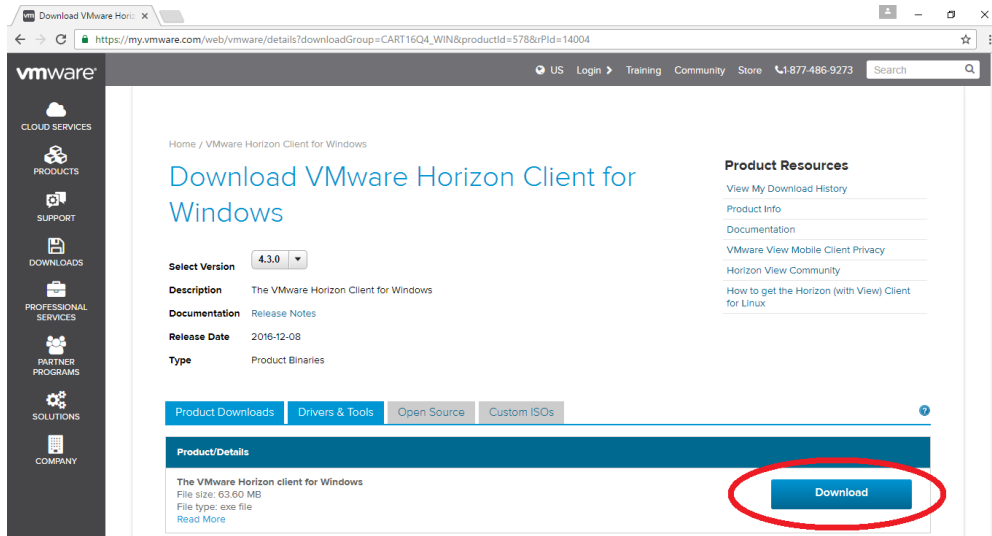 Download VMware Horiz
https://my.vmware.com/web/vmware/details?downloadGroup=CART16Q4_WIN&productId=578&rPId=14004
vmware
US Login Training Community Store 1-877-486-9273 Search
CLOUD SERVICES
PRODUCTS
SUPPORT
DOWNLOADS
PROFESSIONAL
SERVICES
PARTNER
PROGRAMS
SOLUTIONS
COMPANY
Home / VMware Horizon Client for Windows
Download VMware Horizon Client for
Windows
Select Version 4.3.0
Description The VMware Horizon Client for Windows
Documentation Release Notes
Release Date 2016-12-08
Type Product Binaries
Product Resources
View My Download History
Product Info
Documentation
VMware View Mobile Client Privacy
Horizon View Community
How to get the Horizon (with View) Client
for Linux
Product Downloads Drivers & Tools Open Source Custom ISOs ?
Product/Details
The VMware Horizon client for Windows
File size: 63.60 MB
File type: exe file
Read More
Download